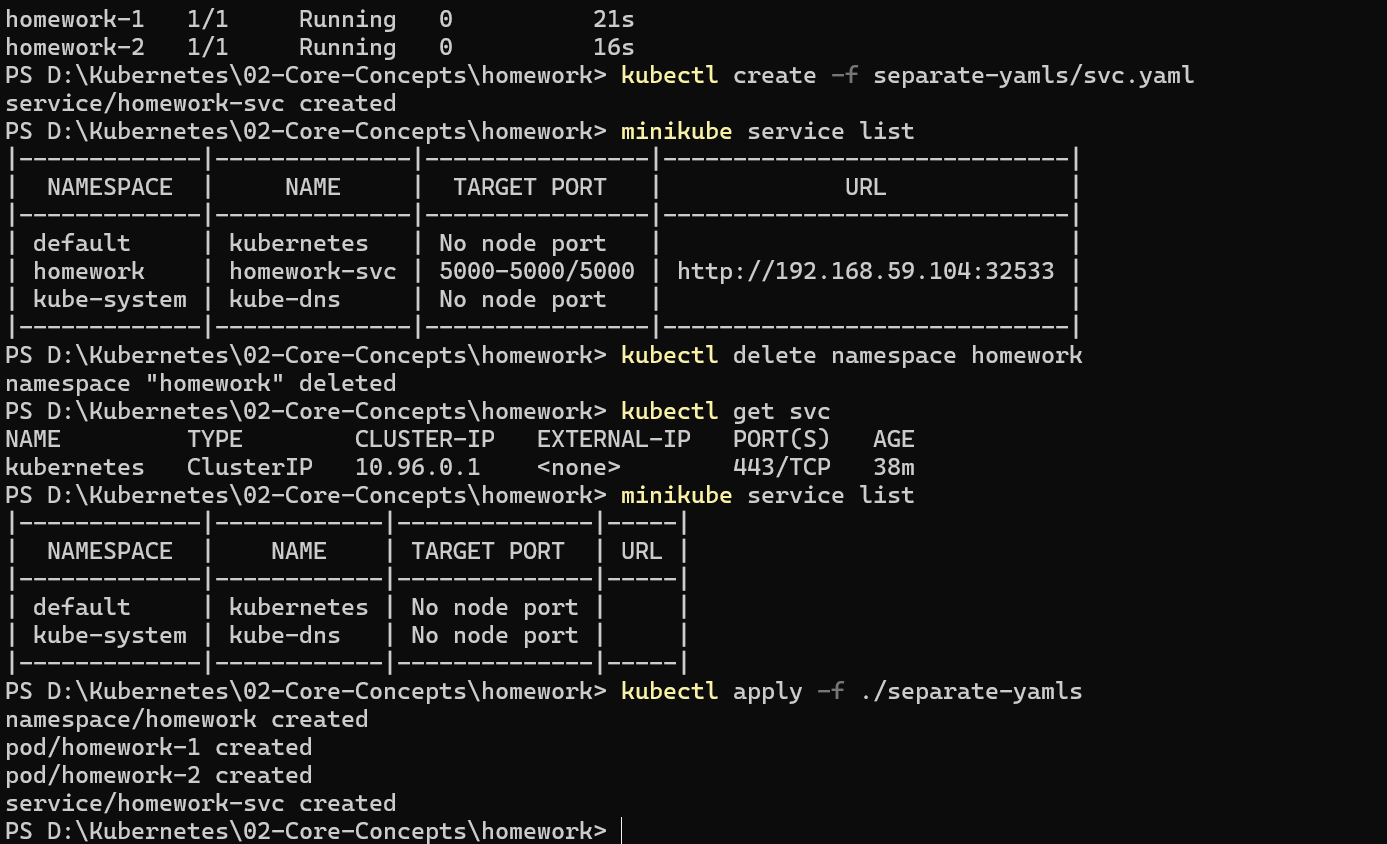 homework-1   1/1     Running   0          21s
homework-2   1/1     Running   0          16s
PS D:\Kubernetes\02-Core-Concepts\homework> kubectl create -f separate-yamls/svc.yaml
service/homework-svc created
PS D:\Kubernetes\02-Core-Concepts\homework> minikube service list
|-------------|--------------|----------------|-----------------------------|
|  NAMESPACE  |     NAME     |  TARGET PORT   |             URL             |
|-------------|--------------|----------------|-----------------------------|
| default     | kubernetes   | No node port   |                             |
| homework    | homework-svc | 5000-5000/5000 | http://192.168.59.104:32533 |
| kube-system | kube-dns     | No node port   |                             |
|-------------|--------------|----------------|-----------------------------|
PS D:\Kubernetes\02-Core-Concepts\homework> kubectl delete namespace homework
namespace "homework" deleted
PS D:\Kubernetes\02-Core-Concepts\homework> kubectl get svc
NAME         TYPE        CLUSTER-IP   EXTERNAL-IP   PORT(S)   AGE
kubernetes   ClusterIP   10.96.0.1    <none>        443/TCP   38m
PS D:\Kubernetes\02-Core-Concepts\homework> minikube service list
|-------------|------------|--------------|-----|
|  NAMESPACE  |    NAME    | TARGET PORT  | URL |
|-------------|------------|--------------|-----|
| default     | kubernetes | No node port |     |
| kube-system | kube-dns   | No node port |     |
|-------------|------------|--------------|-----|
PS D:\Kubernetes\02-Core-Concepts\homework> kubectl apply -f ./separate-yamls
namespace/homework created
pod/homework-1 created
pod/homework-2 created
service/homework-svc created
PS D:\Kubernetes\02-Core-Concepts\homework>